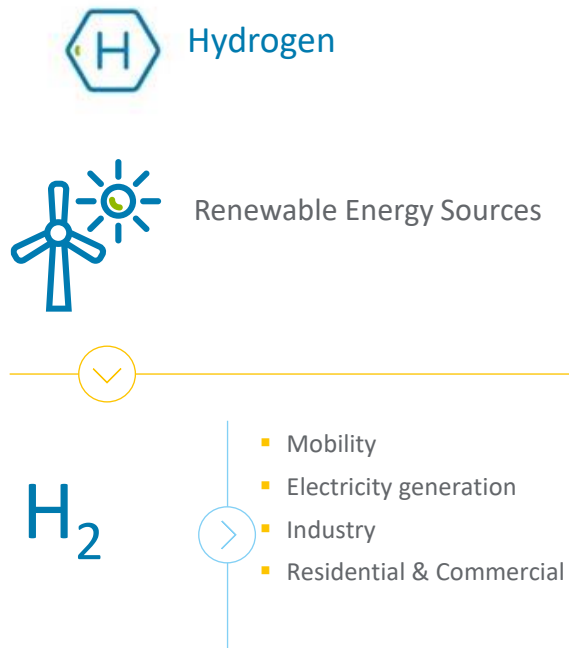 H
Hydrogen
Renewable Energy Sources
H₂
Mobility
Electricity generation
Industry
Residential & Commercial